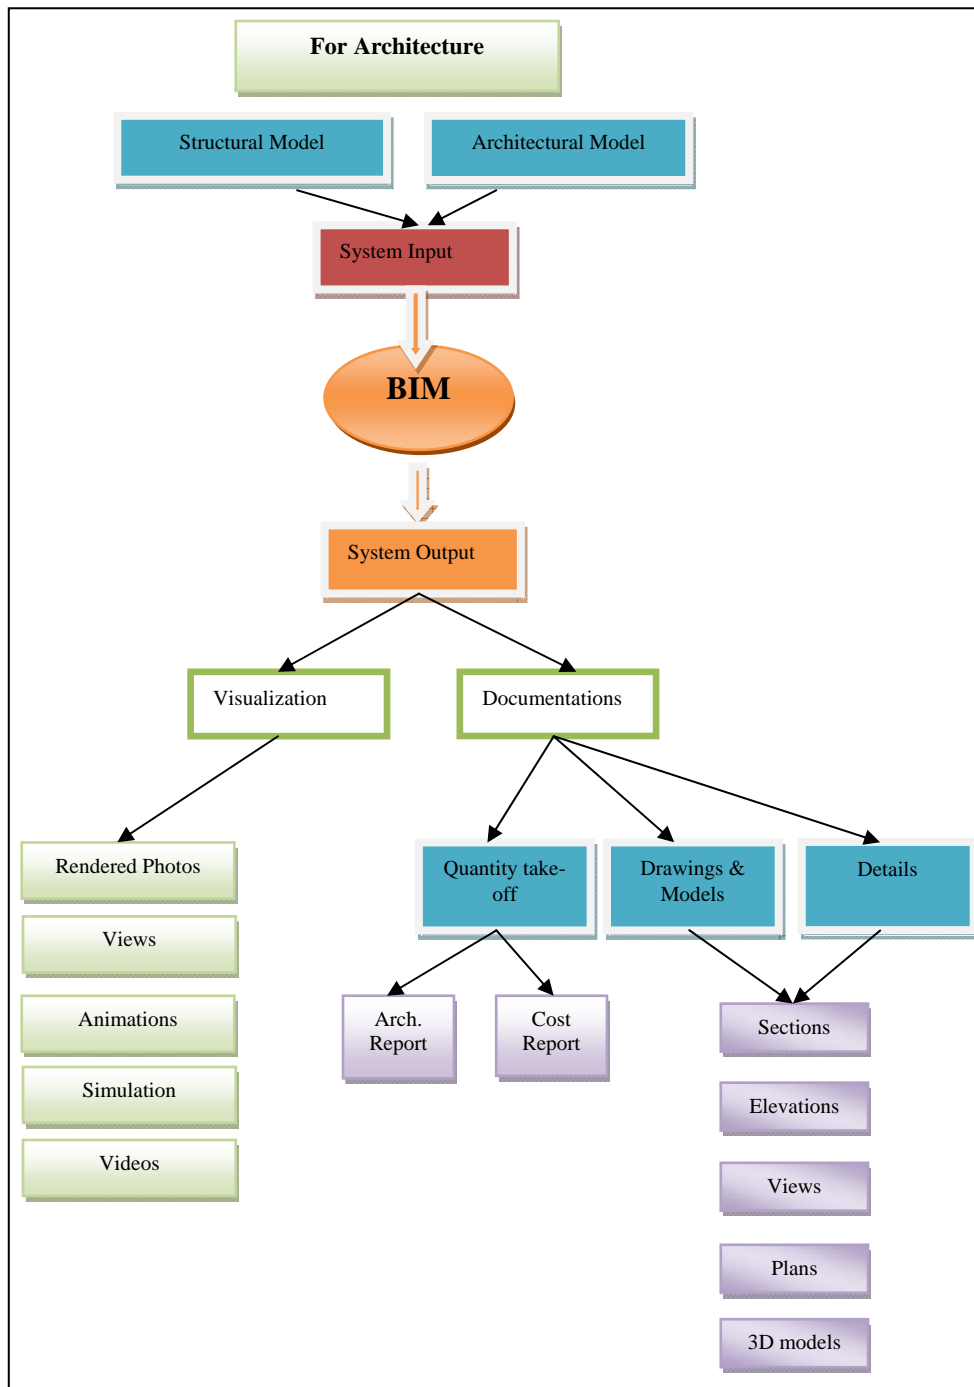 For Architecture
Structural Model
Architectural Model
System Input
BIM
System Output
Visualization
Documentations
Rendered Photos
Views
Animations
Simulation
Videos
Quantity take-
off
Drawings &
Models
Details
Arch.
Report
Cost
Report
Sections
Elevations
Views
Plans
3D models